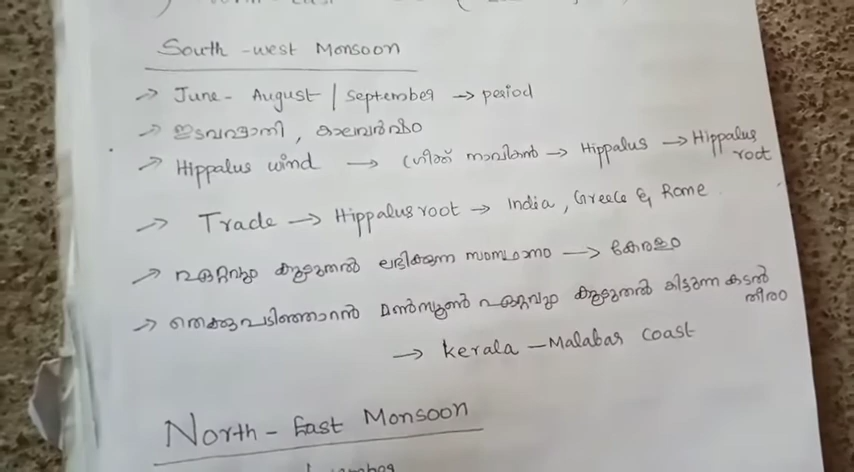 South-west Monsoon
→ June - August / September → period
→ ഇടവപ്പാതി, കാലവർഷം
→ Hippalus wind → ഗ്രീക്ക് നാവികൻ → Hippalus → Hippalus root
→ Trade → Hippalus root → India, Greece & Rome
→ ഏറ്റവും കൂടുതൽ ലഭിക്കുന്ന സംസ്ഥാനം → കേരളം
→ തെക്കുപടിഞ്ഞാറൻ മൺസൂൺ ഏറ്റവും കൂടുതൽ കിട്ടുന്ന കടൽ തീരം
→ Kerala - Malabar Coast
North - East Monsoon